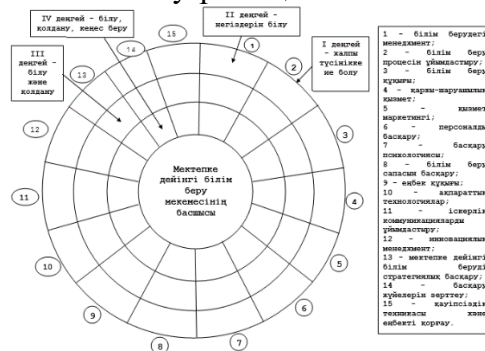 IV деңгей – білу,
қолдану, кеңес беру
II деңгей –
негіздерін білу
I деңгей –
жалпы
түсінікке
ие болу
III
деңгей –
білу
және
қолдану
15
14
13
12
11
10
9
8
7
6
5
4
3
2
1
Мектепке
дейінгі білім
беру
мекемесінің
басшысы
1 – білім берудегі
менеджмент;
2 – білім беру
процесін ұйымдастыру;
3 – білім беру
құқығы;
4 – қаржы-шаруашылық
қызмет;
5 – қызмет
маркетингі;
6 – персоналды
басқару;
7 – басқару
психологиясы;
8 – білім беру
сапасын басқару;
9 – еңбек құқығы;
10 – ақпараттық
технологиялар;
11 – іскерлік
коммуникацияларды
ұйымдастыру;
12 – инновациялық
менеджмент;
13 – мектепке дейінгі
білім беруді
стратегиялық басқару;
14 – басқару
жүйелерін зерттеу;
15 – қауіпсіздік
техникасы және
еңбекті қорғау.